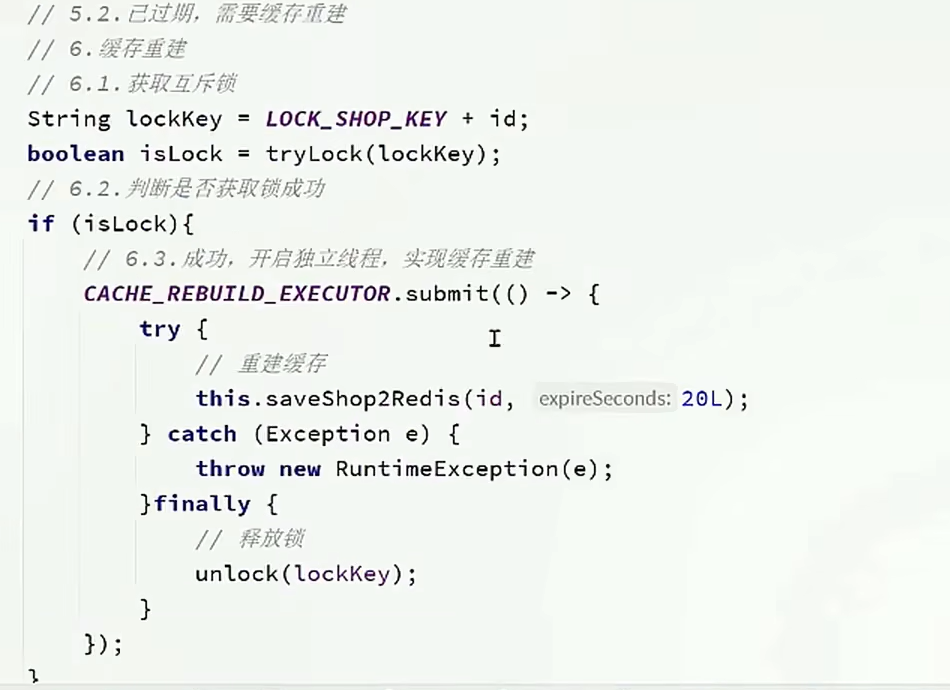 // 5.2.已过期，需要缓存重建
// 6.缓存重建
// 6.1.获取互斥锁
String lockKey = LOCK_SHOP_KEY + id;
boolean isLock = tryLock(lockKey);
// 6.2.判断是否获取锁成功
if (isLock){
// 6.3.成功，开启独立线程，实现缓存重建
CACHE_REBUILD_EXECUTOR.submit(() -> {
try {
// 重建缓存
this.saveShop2Redis(id, expireSeconds: 20L);
} catch (Exception e) {
throw new RuntimeException(e);
}finally {
// 释放锁
unlock(lockKey);
}
});
}